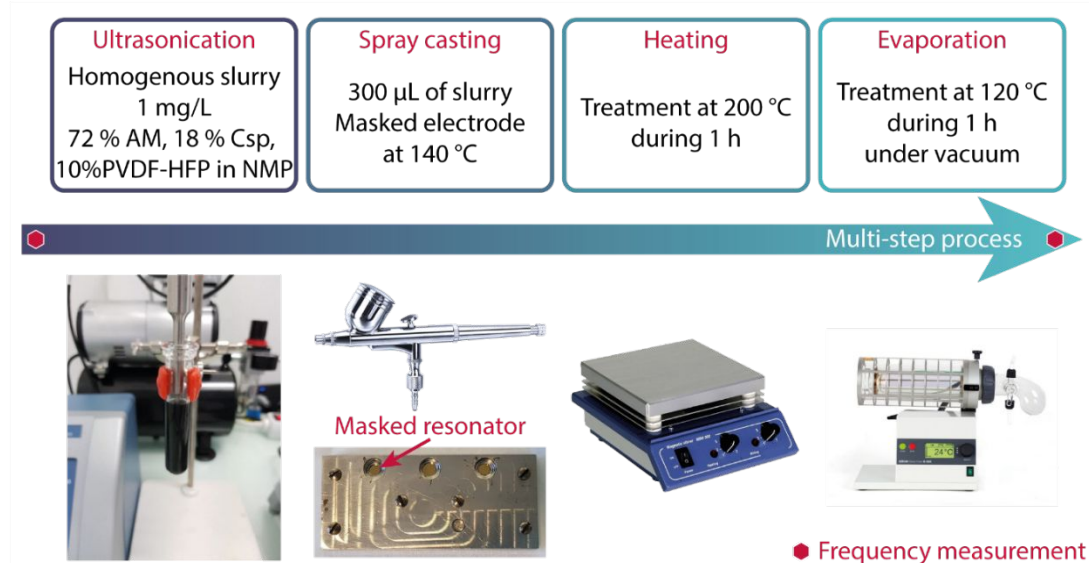 Ultrasonication
Homogenous slurry
1 mg/L
72 % AM, 18 % Csp,
10%PVDF-HFP in NMP
Spray casting
300 µL of slurry
Masked electrode
at 140 °C
Heating
Treatment at 200 °C
during 1 h
Evaporation
Treatment at 120 °C
during 1 h
under vacuum
Multi-step process
Masked resonator
24°C
Frequency measurement